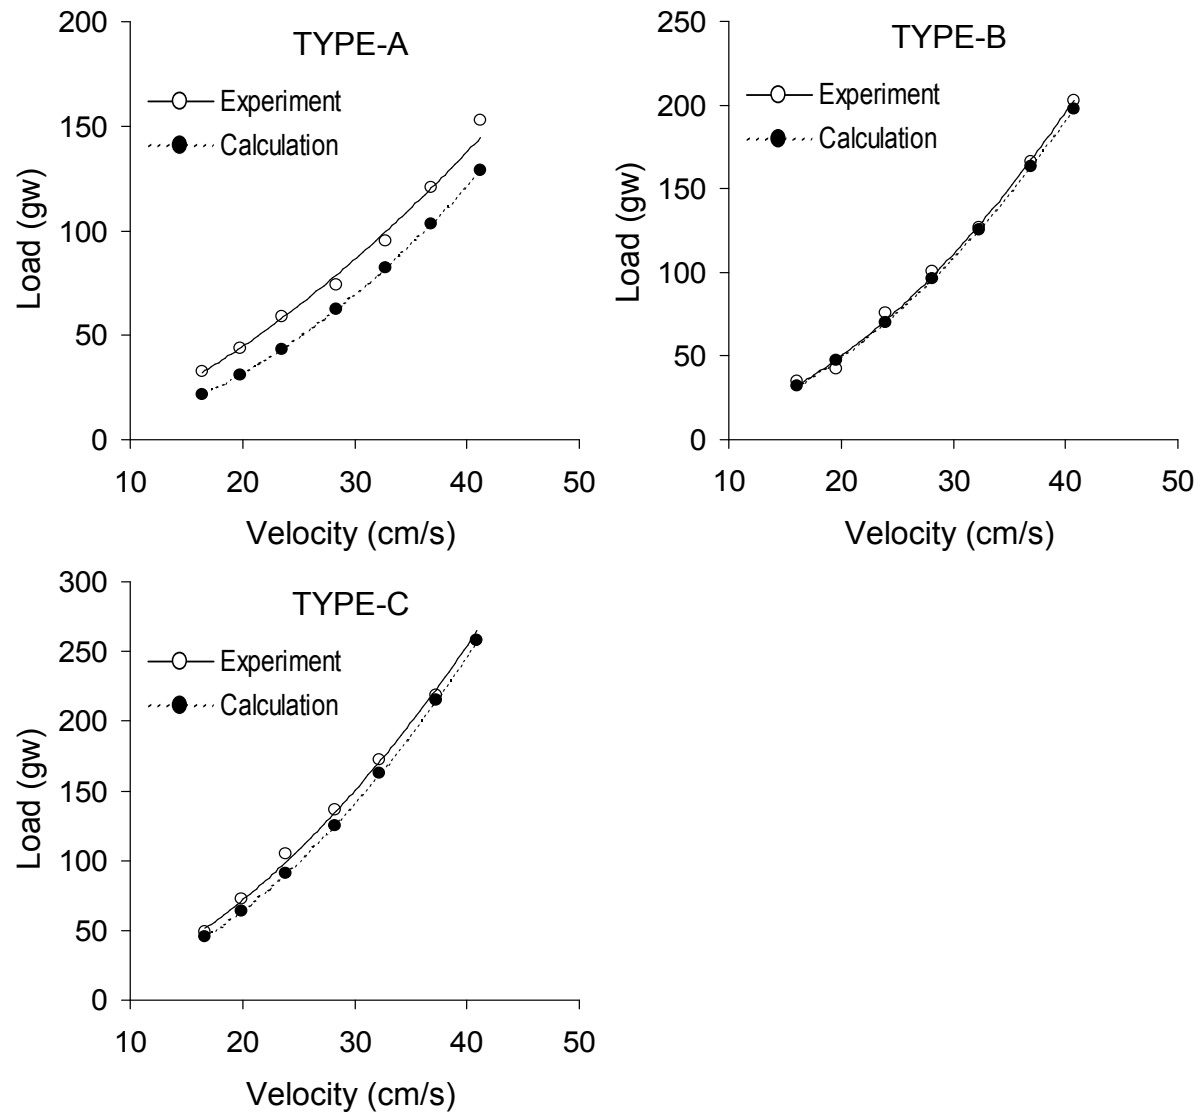 TYPE-A
Experiment
Calculation
Load (gw)
200
150
100
50
0
10 20 30 40 50
Velocity (cm/s)
TYPE-B
Experiment
Calculation
Load (gw)
250
200
150
100
50
0
10 20 30 40 50
Velocity (cm/s)
TYPE-C
Experiment
Calculation
Load (gw)
300
250
200
150
100
50
0
10 20 30 40 50
Velocity (cm/s)